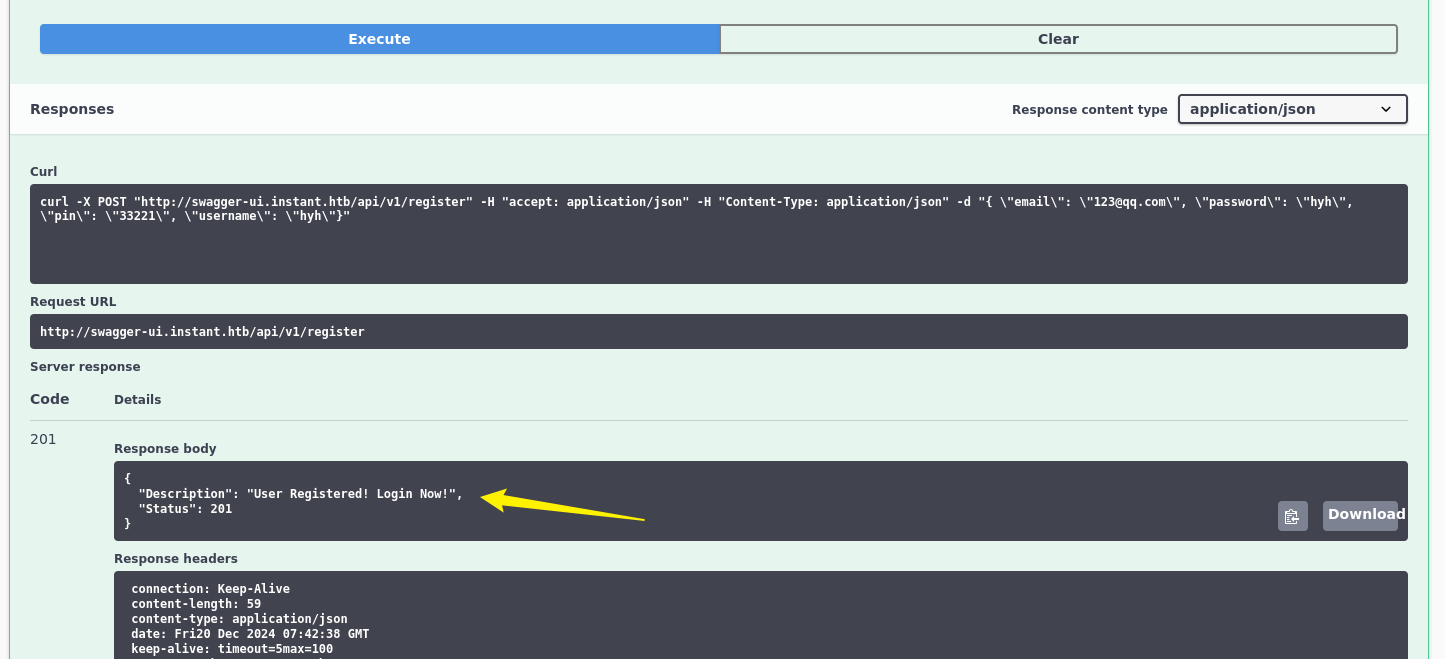 Execute
Clear
Responses
Response content type
application/json
Curl
curl -X POST "http://swagger-ui.instant.htb/api/v1/register" -H "accept: application/json" -H "Content-Type: application/json" -d "{ \"email\": \"123@qq.com\", \"password\": \"hyh\",
\"pin\": \"33221\", \"username\": \"hyh\"}"
Request URL
http://swagger-ui.instant.htb/api/v1/register
Server response
Code
Details
201
Response body
{
"Description": "User Registered! Login Now!",
"Status": 201
}
Download
Response headers
connection: Keep-Alive
content-length: 59
content-type: application/json
date: Fri20 Dec 2024 07:42:38 GMT
keep-alive: timeout=5max=100